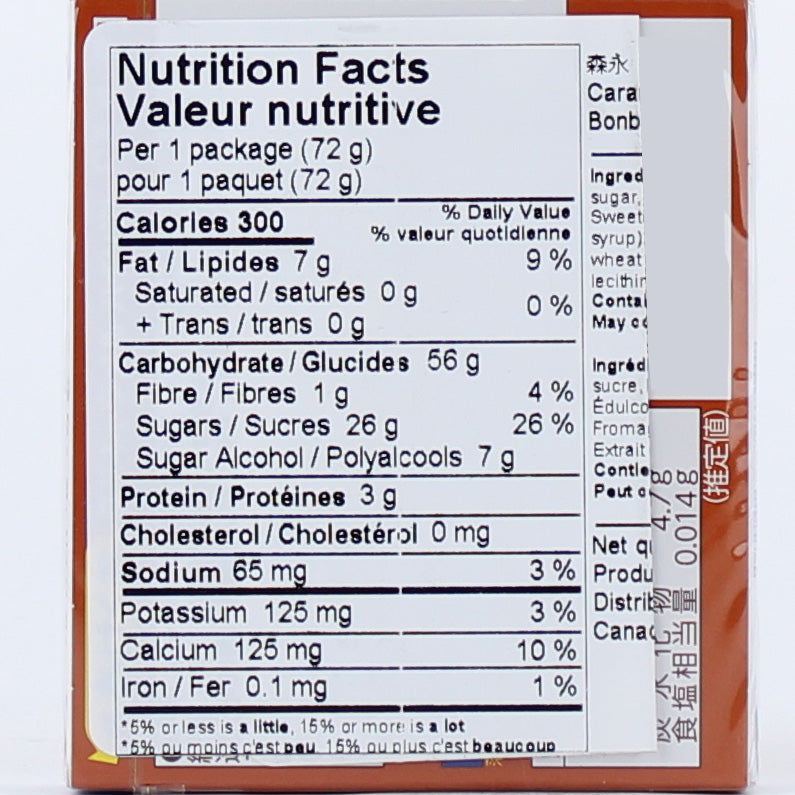 Nutrition Facts
Valeur nutritive
Per 1 package (72 g)
pour 1 paquet (72 g)
Calories 300
% Daily Value
% valeur quotidienne
Fat / Lipides 7 g 9 %
Saturated / saturés 0 g
+ Trans / trans 0 g
0 %
Carbohydrate / Glucides 56 g
Fibre / Fibres 1 g 4 %
Sugars / Sucres 26 g 26 %
Sugar Alcohol / Polyalcools 7 g
Protein / Protéines 3 g
Cholesterol / Cholestérol 0 mg
Sodium 65 mg 3 %
Potassium 125 mg 3 %
Calcium 125 mg 10 %
Iron / Fer 0.1 mg 1 %
*5% or less is a little, 15% or more is a lot
*5% ou moins c'est peu, 15% ou plus c'est beaucoup
森永
Cara
Bonb
Ingred
sugar,
Sweet
syrup)
wheat
lecithin
Contai
May co
Ingrédi
sucre,
Édulco
Froma
Extrait
Contie
Peut c
Net qu
Produ
Distrib
Canad
炭水化物 4.7g
食塩相当量 0.014g
(推定値)